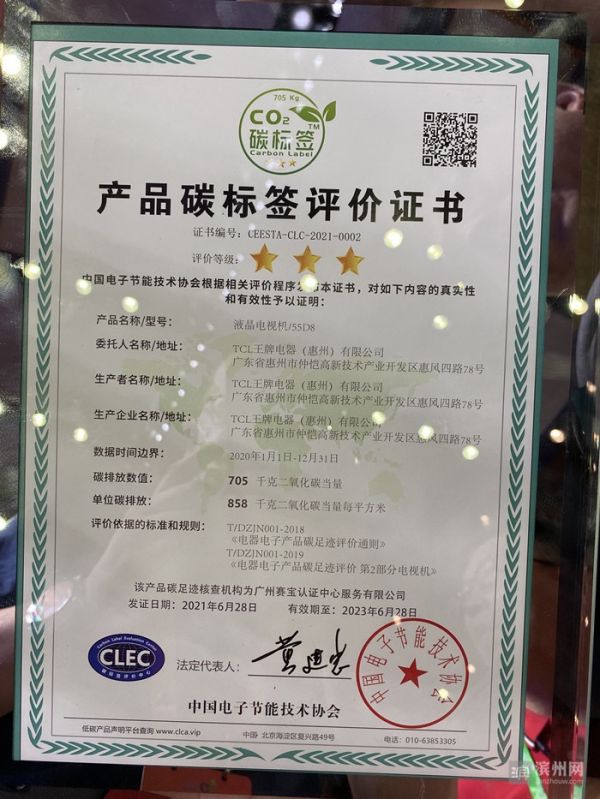 705 Kg
CO₂
TM
碳标签
Carbon Label
产品碳标签评价证书
证书编号: CEESTA-CLC-2021-0002
评价等级:
中国电子节能技术协会根据相关评价程序发布本证书，对如下内容的真实性
和有效性予以证明：
产品名称/型号: 液晶电视机/55D8
委托人名称/地址: TCL王牌电器（惠州）有限公司
广东省惠州市仲恺高新技术产业开发区惠风四路78号
生产者名称/地址: TCL王牌电器（惠州）有限公司
广东省惠州市仲恺高新技术产业开发区惠风四路78号
生产企业名称/地址: TCL王牌电器（惠州）有限公司
广东省惠州市仲恺高新技术产业开发区惠风四路78号
数据时间边界: 2020年1月1日-12月31日
碳排放数值: 705 千克二氧化碳当量
单位碳排放: 858 千克二氧化碳当量每平方米
评价依据的标准和规则: T/DZJN001-2018
《电器电子产品碳足迹评价通则》
T/DZJN001-2019
《电器电子产品碳足迹评价 第2部分电视机》
该产品碳足迹核查机构为广州赛宝认证中心服务有限公司
发证日期: 2021年6月28日 有效期至: 2023年6月28日
Carbon Label Evaluation Center
CLEC
碳标签评价中心
法定代表人:
中国电子节能技术协会
中国电子节能技术协会
低碳产品声明平台查询 www.clca.vip
中国· 北京海淀区复兴路49号
电话: 010-63853305
滨州网
binzhouw.com